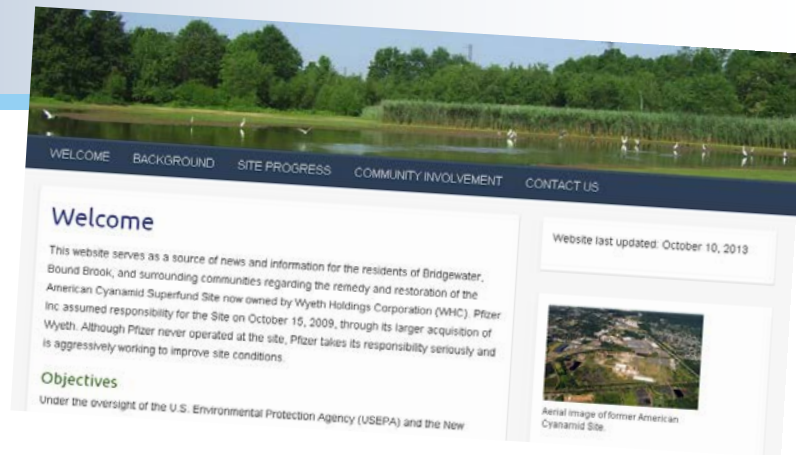 WELCOME BACKGROUND SITE PROGRESS COMMUNITY INVOLVEMENT CONTACT US
Welcome
This website serves as a source of news and information for the residents of Bridgewater,
Bound Brook, and surrounding communities regarding the remedy and restoration of the
American Cyanamid Superfund Site now owned by Wyeth Holdings Corporation (WHC). Pfizer
Inc assumed responsibility for the Site on October 15, 2009, through its larger acquisition of
Wyeth. Although Pfizer never operated at the site, Pfizer takes its responsibility seriously and
is aggressively working to improve site conditions.
Objectives
Under the oversight of the U.S. Environmental Protection Agency (USEPA) and the New
Website last updated: October 10, 2013
Aerial image of former American
Cyanamid Site.